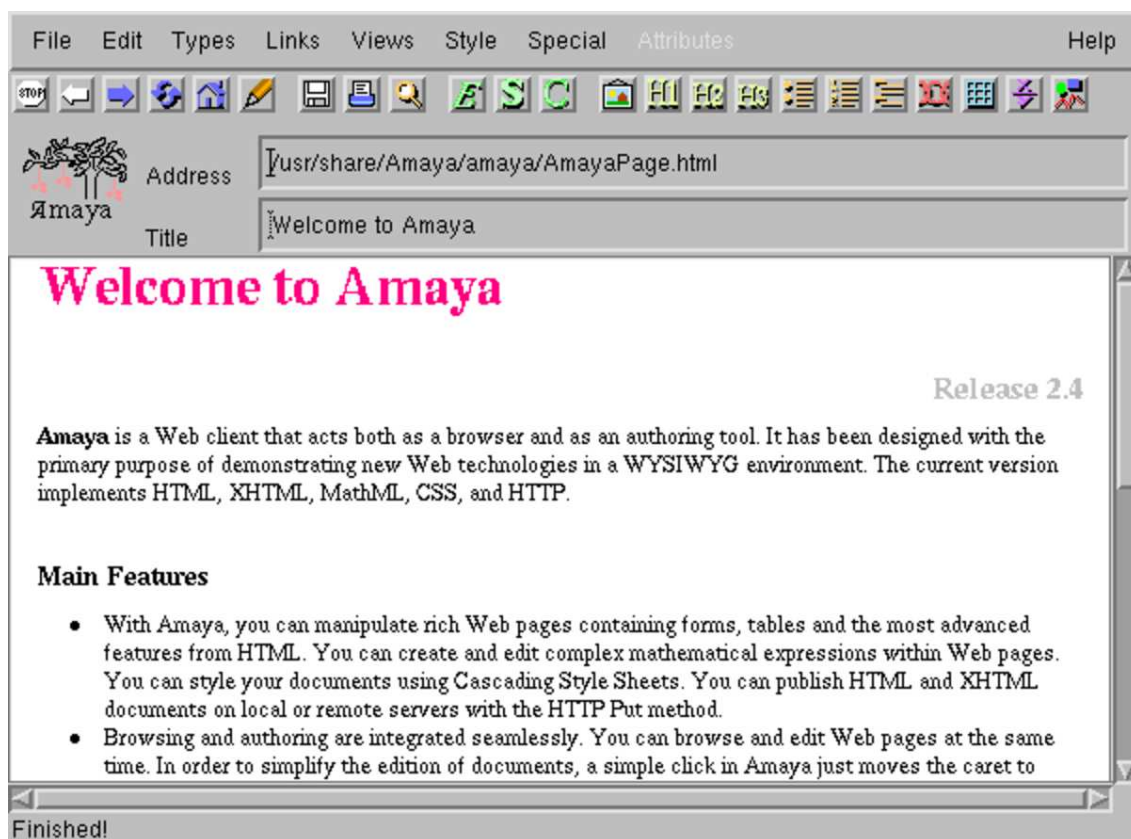 File Edit Types Links Views Style Special Attributes Help
STOP E S C H1 H2 H3
Amaya
Address /usr/share/Amaya/amaya/AmayaPage.html
Title Welcome to Amaya
Welcome to Amaya
Release 2.4
Amaya is a Web client that acts both as a browser and as an authoring tool. It has been designed with the
primary purpose of demonstrating new Web technologies in a WYSIWYG environment. The current version
implements HTML, XHTML, MathML, CSS, and HTTP.
Main Features
• With Amaya, you can manipulate rich Web pages containing forms, tables and the most advanced
features from HTML. You can create and edit complex mathematical expressions within Web pages.
You can style your documents using Cascading Style Sheets. You can publish HTML and XHTML
documents on local or remote servers with the HTTP Put method.
• Browsing and authoring are integrated seamlessly. You can browse and edit Web pages at the same
time. In order to simplify the edition of documents, a simple click in Amaya just moves the caret to
Finished!